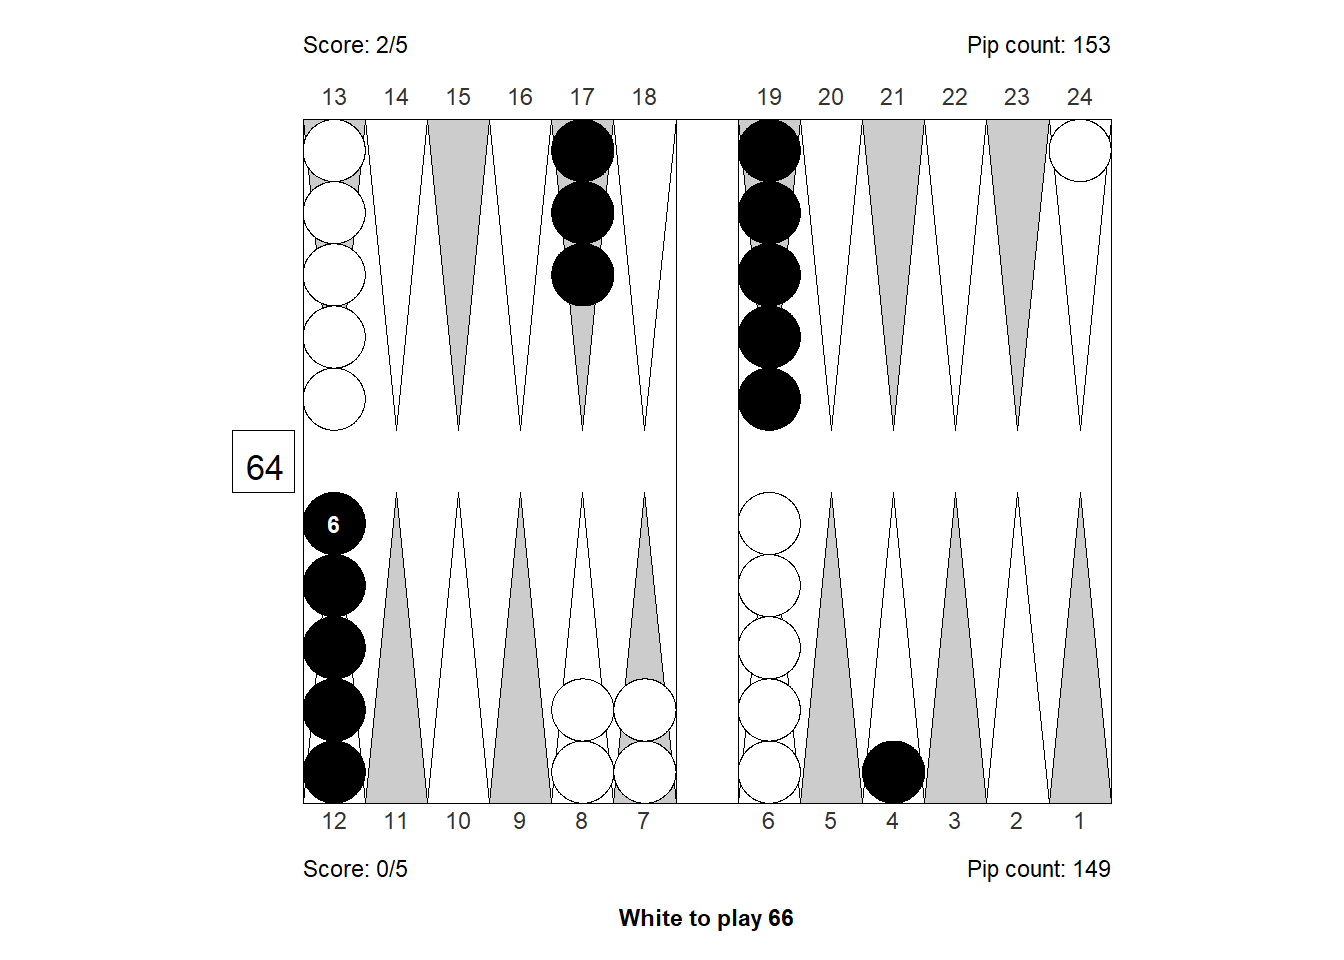 Score: 2/5 Pip count: 153
13 14 15 16 17 18 19 20 21 22 23 24
64
6
12 11 10 9 8 7 6 5 4 3 2 1
Score: 0/5 Pip count: 149
White to play 66